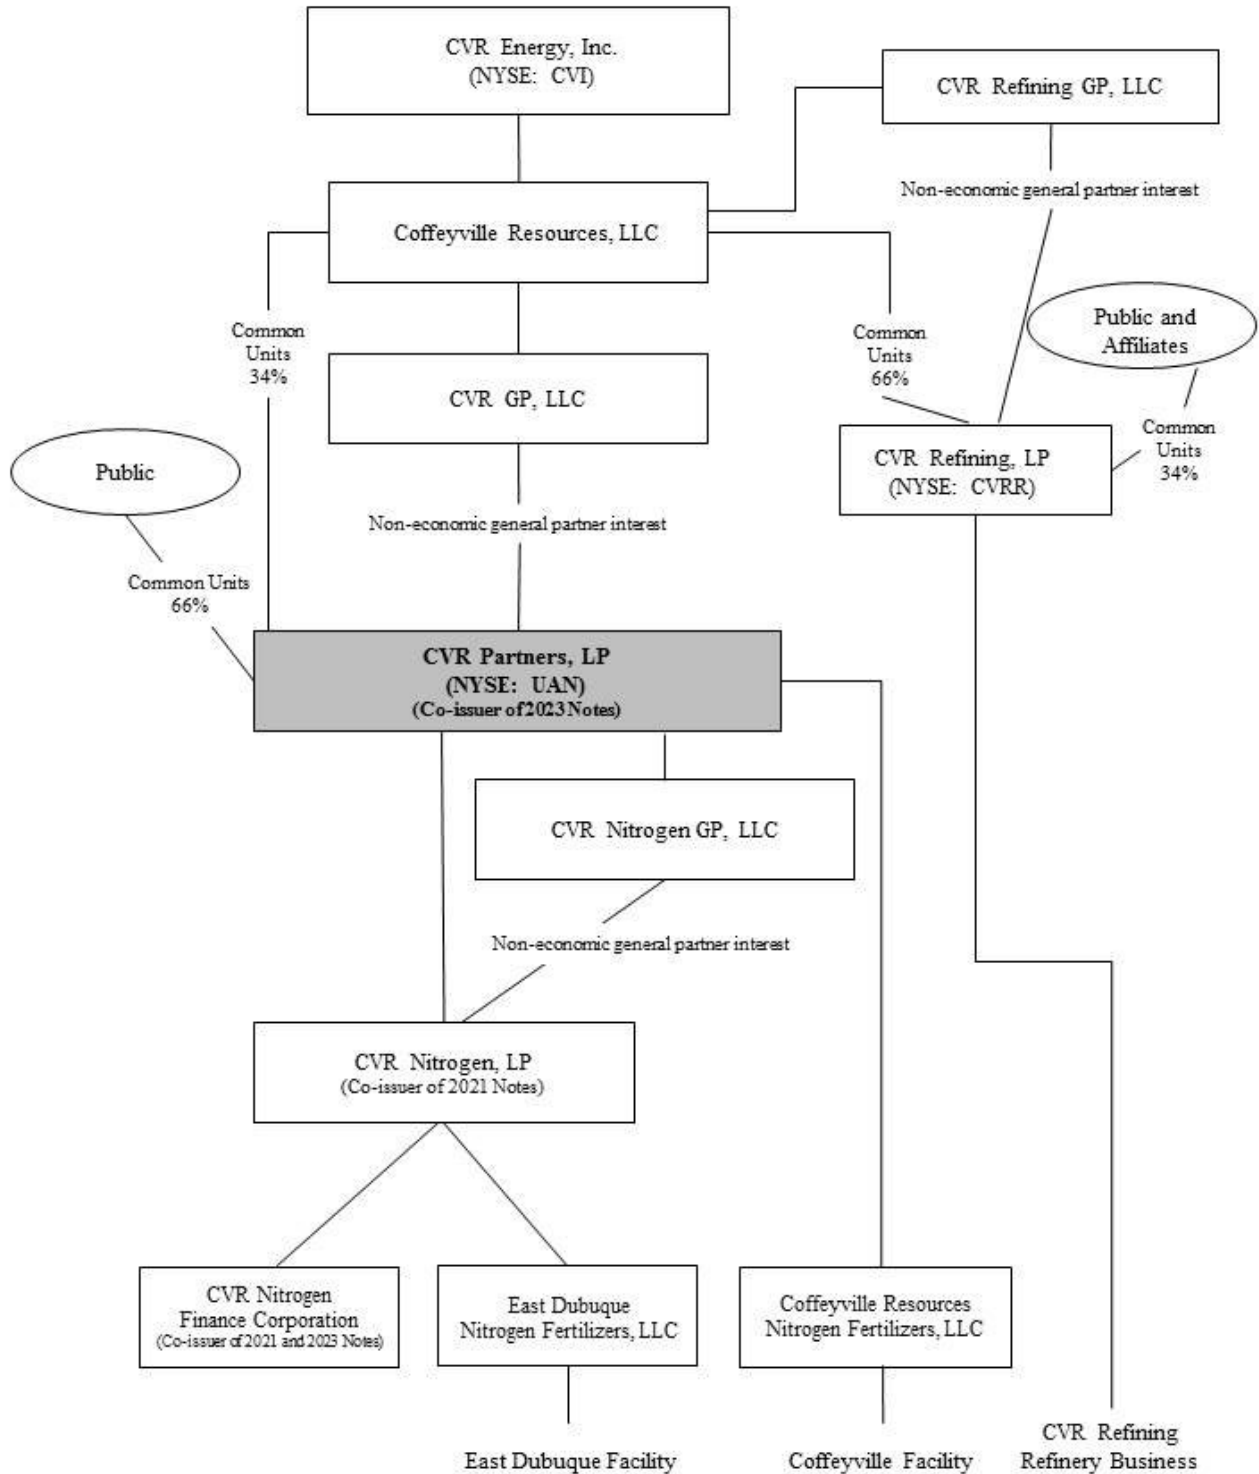 CVR Energy, Inc.
(NYSE: CVI)
CVR Refining GP, LLC
Non-economic general partner interest
Coffeyville Resources, LLC
Common
Units
34%
Common
Units
66%
Public and
Affiliates
CVR GP, LLC
Common
Units
34%
CVR Refining, LP
(NYSE: CVRR)
Public
Non-economic general partner interest
Common Units
66%
CVR Partners, LP
(NYSE: UAN)
(Co-issuer of 2023 Notes)
CVR Nitrogen GP, LLC
Non-economic general partner interest
CVR Nitrogen, LP
(Co-issuer of 2021 Notes)
CVR Nitrogen
Finance Corporation
(Co-issuer of 2021 and 2023 Notes)
East Dubuque
Nitrogen Fertilizers, LLC
Coffeyville Resources
Nitrogen Fertilizers, LLC
East Dubuque Facility
Coffeyville Facility
CVR Refining
Refinery Business